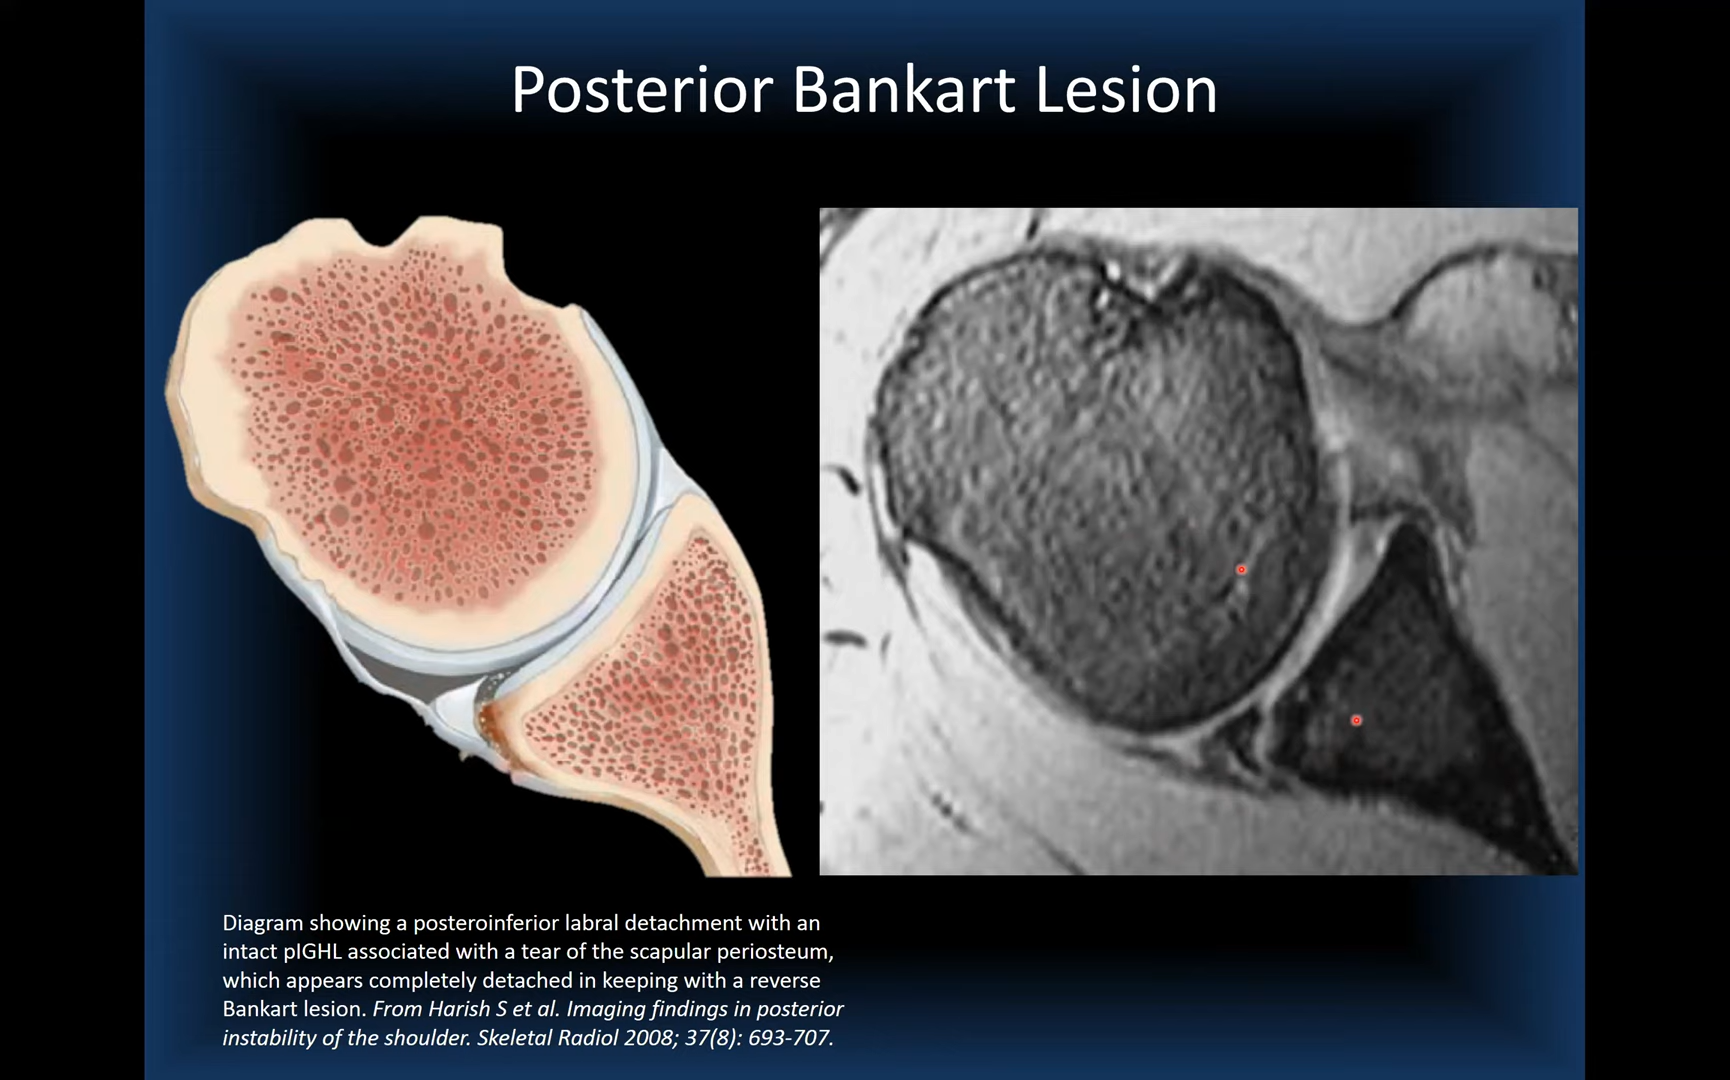 Posterior Bankart Lesion
Diagram showing a posteroinferior labral detachment with an
intact pIGHL associated with a tear of the scapular periosteum,
which appears completely detached in keeping with a reverse
Bankart lesion. From Harish S et al. Imaging findings in posterior
instability of the shoulder. Skeletal Radiol 2008; 37(8): 693-707.